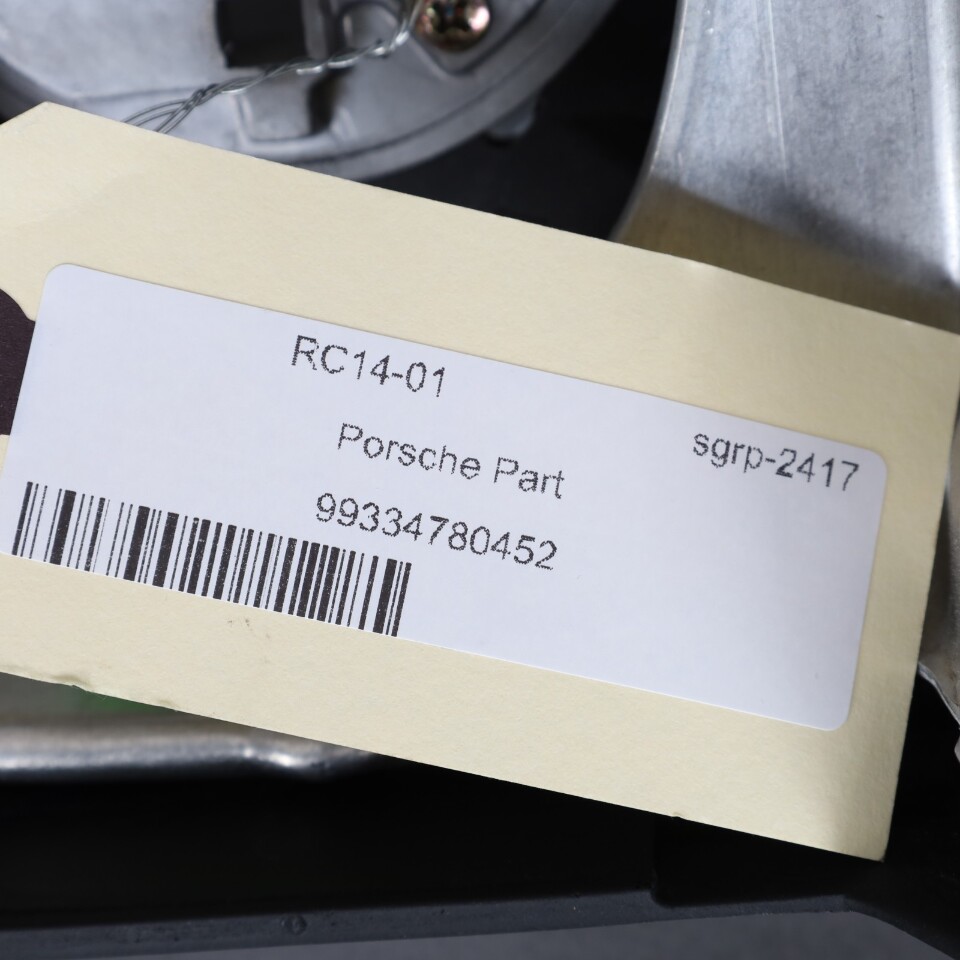 RC14-01
Porsche Part
sgrp-2417
99334780452